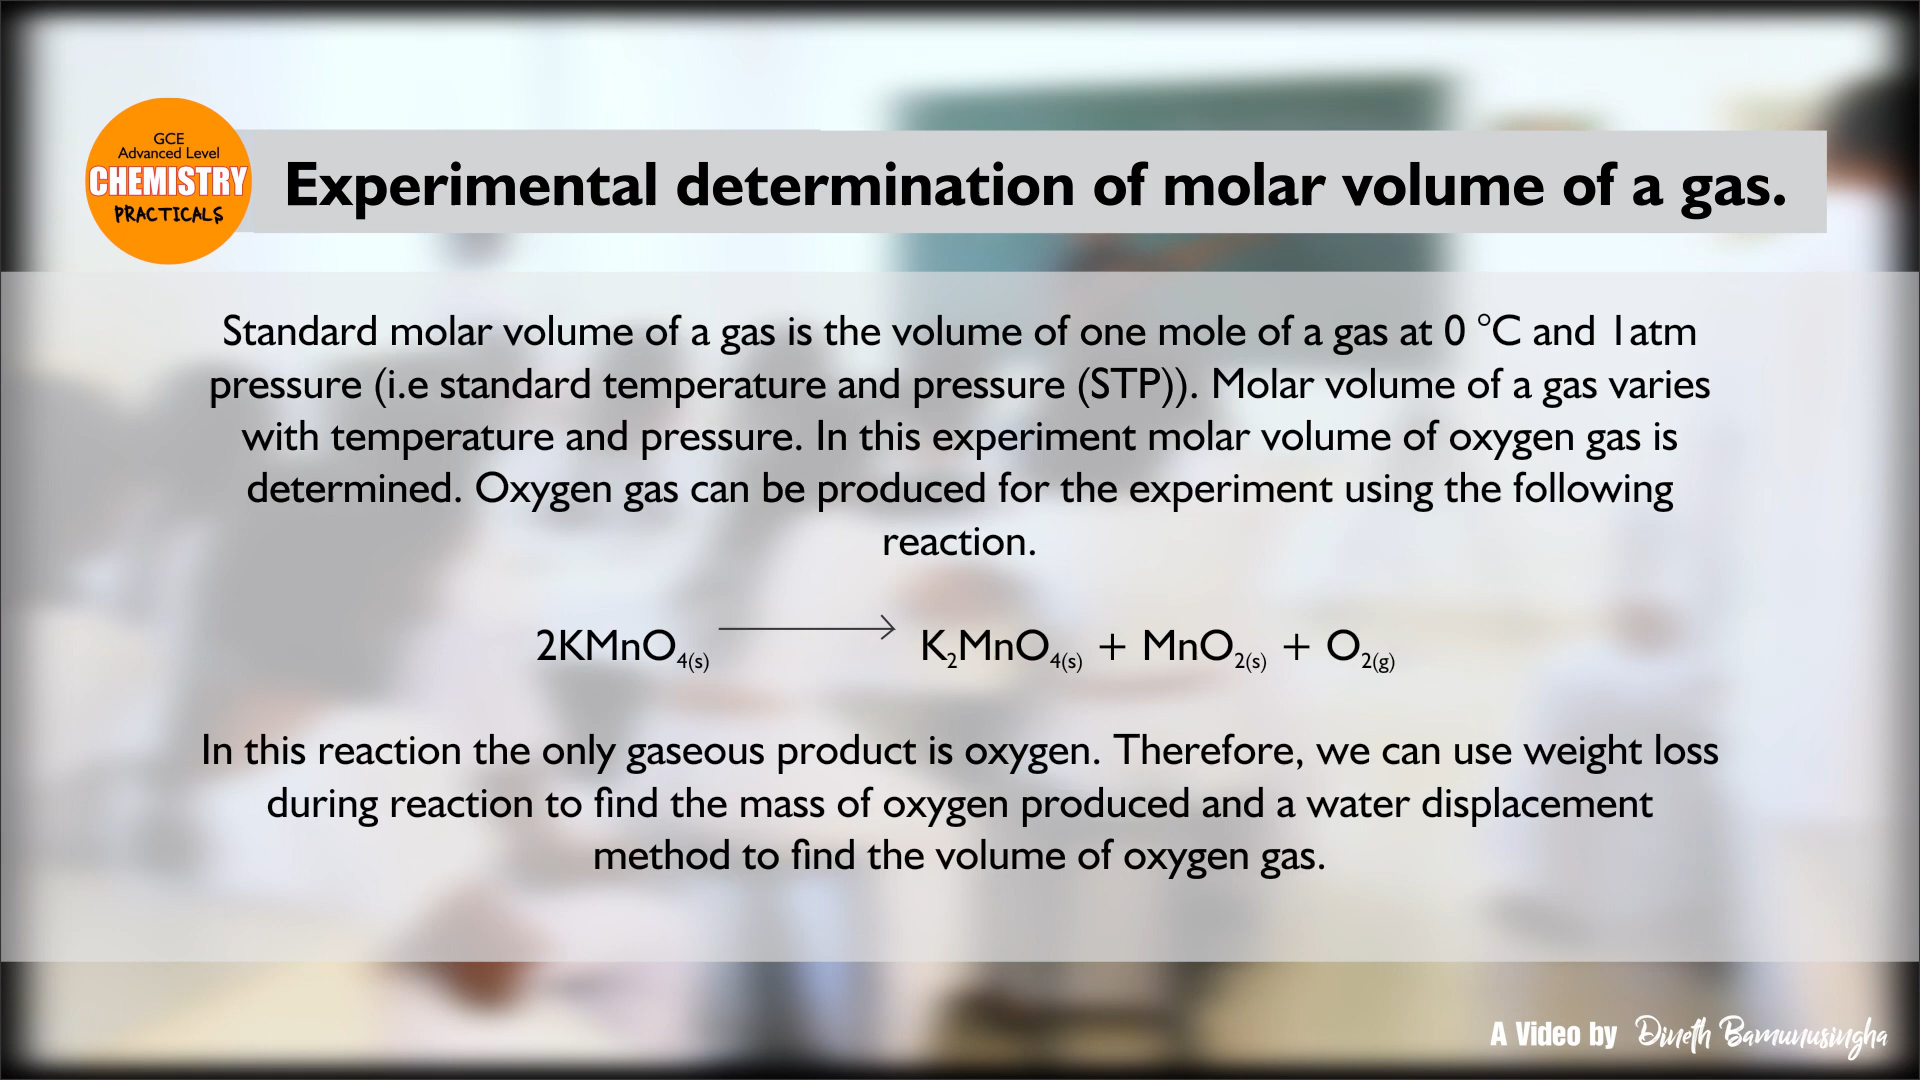 GCE
Advanced Level
CHEMISTRY
PRACTICALS
Experimental determination of molar volume of a gas.
Standard molar volume of a gas is the volume of one mole of a gas at 0 °C and 1atm
pressure (i.e standard temperature and pressure (STP)). Molar volume of a gas varies
with temperature and pressure. In this experiment molar volume of oxygen gas is
determined. Oxygen gas can be produced for the experiment using the following
reaction.
2KMnO₄₍ₛ₎ ⟶ K₂MnO₄₍ₛ₎ + MnO₂₍ₛ₎ + O₂(g)
In this reaction the only gaseous product is oxygen. Therefore, we can use weight loss
during reaction to find the mass of oxygen produced and a water displacement
method to find the volume of oxygen gas.
A Video by Dineth Bamunusingha